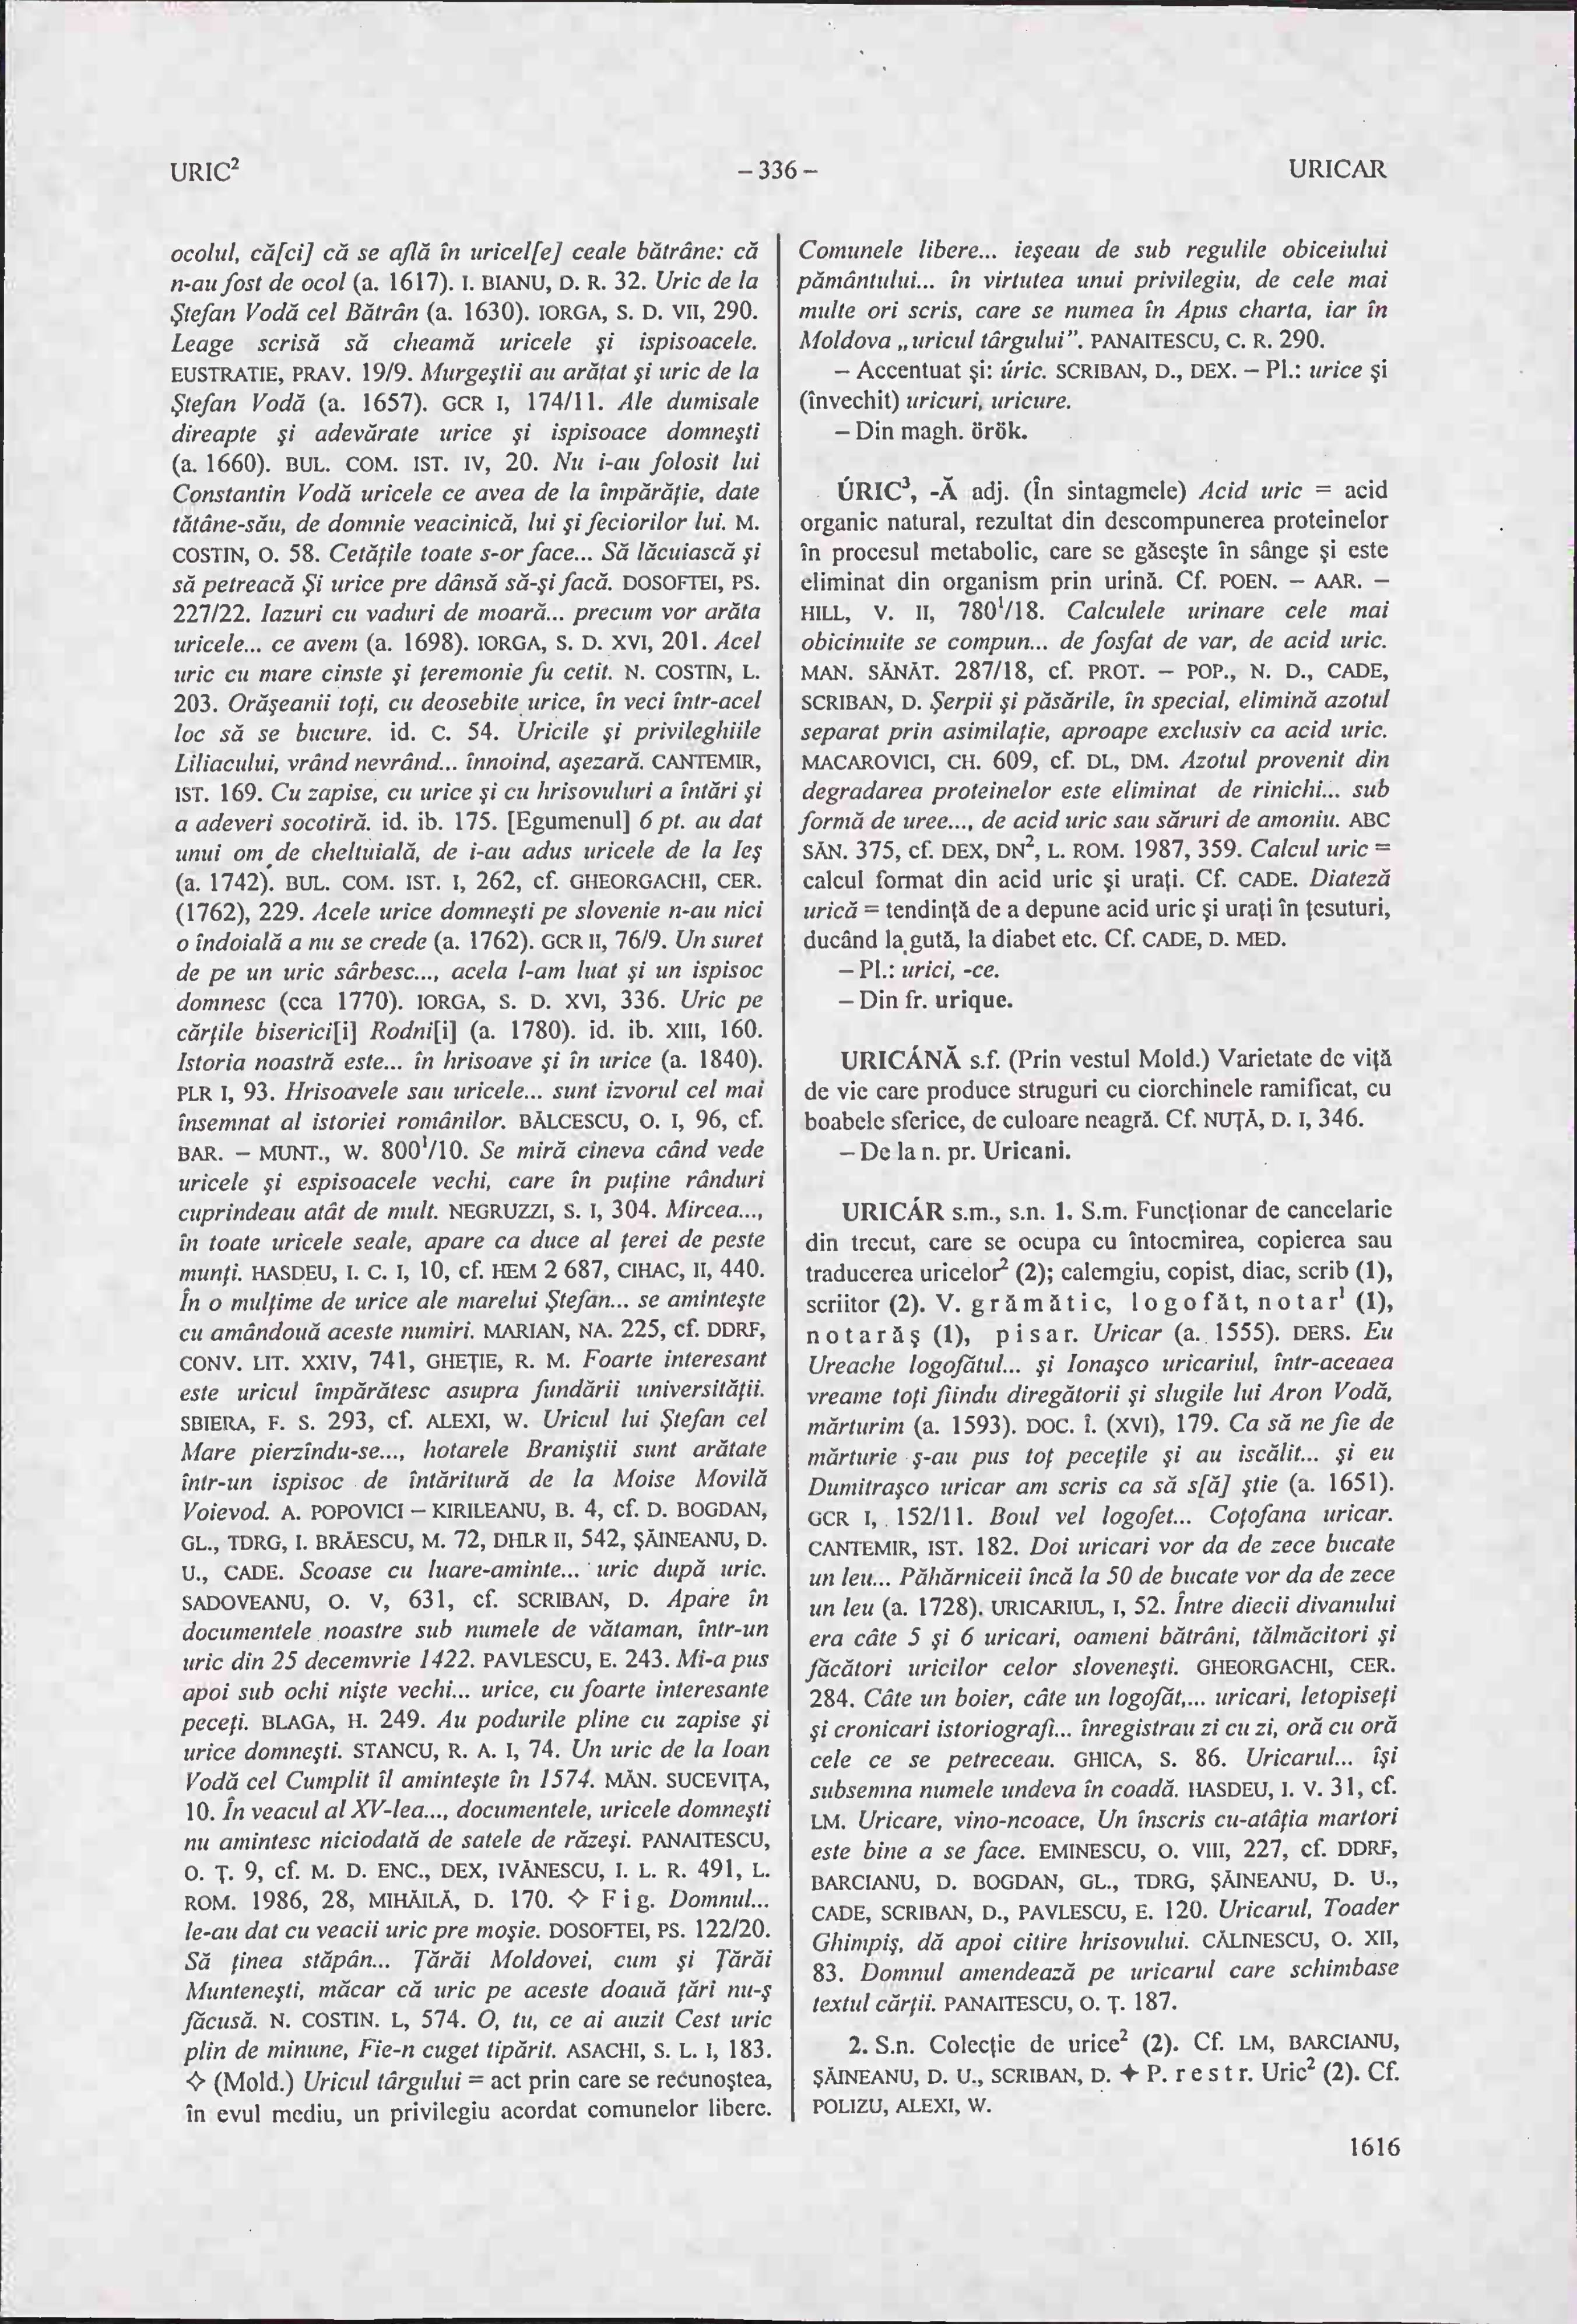 URIC²
– 336 –
URICAR
ocolul, că[ci] că se află în uricel[e] ceale bătrâne: că
n-au fost de ocol (a. 1617). I. BIANU, D. R. 32. Uric de la
Ştefan Vodă cel Bătrân (a. 1630). IORGA, S. D. VII, 290.
Leage scrisă să cheamă uricele şi ispisoacele.
EUSTRATIE, PRAV. 19/9. Murgeştii au arătat şi uric de la
Ştefan Vodă (a. 1657). GCR I, 174/11. Ale dumisale
direapte şi adevărate urice şi ispisoace domneşti
(a. 1660). BUL. COM. IST. IV, 20. Nu i-au folosit lui
Constantin Vodă uricele ce avea de la împărăţie, date
tătâne-său, de domnie veacinică, lui şi feciorilor lui. M.
COSTIN, O. 58. Cetăţile toate s-or face... Să lăcuiască şi
să petreacă Şi urice pre dânsă să-şi facă. DOSOFTEI, PS.
227/22. Iazuri cu vaduri de moară... precum vor arăta
uricele... ce avem (a. 1698). IORGA, S. D. XVI, 201. Acel
uric cu mare cinste şi ţeremonie fu cetit. N. COSTIN, L.
203. Orăşeanii toţi, cu deosebite urice, în veci într-acel
loc să se bucure. id. C. 54. Uricile şi privileghiile
Liliacului, vrând nevrând... înnoind, aşezară. CANTEMIR,
IST. 169. Cu zapise, cu urice şi cu hrisovuluri a întări şi
a adeveri socotiră. id. ib. 175. [Egumenul] 6 pt. au dat
unui om de cheltuială, de i-au adus uricele de la Ieş
(a. 1742). BUL. COM. IST. I, 262, cf. GHEORGACHI, CER.
(1762), 229. Acele urice domneşti pe slovenie n-au nici
o îndoială a nu se crede (a. 1762). GCR II, 76/9. Un suret
de pe un uric sârbesc..., acela l-am luat şi un ispisoc
domnesc (cca 1770). IORGA, S. D. XVI, 336. Uric pe
cărţile biserici[i] Rodni[i] (a. 1780). id. ib. XIII, 160.
Istoria noastră este... în hrisoave şi în urice (a. 1840).
PLR I, 93. Hrisoavele sau uricele... sunt izvorul cel mai
însemnat al istoriei românilor. BĂLCESCU, O. I, 96, cf.
BAR. – MUNT., W. 800¹/10. Se miră cineva când vede
uricele şi espisoacele vechi, care în puţine rânduri
cuprindeau atât de mult. NEGRUZZI, S. I, 304. Mircea...,
în toate uricele seale, apare ca duce al ţerei de peste
munţi. HASDEU, I. C. I, 10, cf. HEM 2 687, CIHAC, II, 440.
În o mulţime de urice ale marelui Ştefan... se aminteşte
cu amândouă aceste numiri. MARIAN, NA. 225, cf. DDRF,
CONV. LIT. XXIV, 741, GHEŢIE, R. M. Foarte interesant
este uricul împărătesc asupra fundării universităţii.
SBIERA, F. S. 293, cf. ALEXI, W. Uricul lui Ştefan cel
Mare pierzîndu-se..., hotarele Braniştii sunt arătate
într-un ispisoc de întăritură de la Moise Movilă
Voievod. A. POPOVICI – KIRILEANU, B. 4, cf. D. BOGDAN,
GL., TDRG, I. BRĂESCU, M. 72, DHLR II, 542, ŞĂINEANU, D.
U., CADE. Scoase cu luare-aminte... uric după uric.
SADOVEANU, O. V, 631, cf. SCRIBAN, D. Apare în
documentele noastre sub numele de vătaman, într-un
uric din 25 decemvrie 1422. PAVLESCU, E. 243. Mi-a pus
apoi sub ochi nişte vechi... urice, cu foarte interesante
peceţi. BLAGA, H. 249. Au podurile pline cu zapise şi
urice domneşti. STANCU, R. A. I, 74. Un uric de la Ioan
Vodă cel Cumplit îl aminteşte în 1574. MĂN. SUCEVIŢA,
10. În veacul al XV-lea..., documentele, uricele domneşti
nu amintesc niciodată de satele de răzeşi. PANAITESCU,
O. Ţ. 9, cf. M. D. ENC., DEX, IVĂNESCU, I. L. R. 491, L.
ROM. 1986, 28, MIHĂILĂ, D. 170. ◇ Fig. Domnul...
le-au dat cu veacii uric pre moşie. DOSOFTEI, PS. 122/20.
Să ţinea stăpân... Ţărăi Moldovei, cum şi Ţărăi
Munteneşti, măcar că uric pe aceste doauă ţări nu-ş
făcusă. N. COSTIN. L, 574. O, tu, ce ai auzit Cest uric
plin de minune, Fie-n cuget tipărit. ASACHI, S. L. I, 183.
◇ (Mold.) Uricul târgului = act prin care se recunoştea,
în evul mediu, un privilegiu acordat comunelor libere.
Comunele libere... ieşeau de sub regulile obiceiului
pământului... în virtutea unui privilegiu, de cele mai
multe ori scris, care se numea în Apus charta, iar în
Moldova „uricul târgului”. PANAITESCU, C. R. 290.
– Accentuat şi: úric. SCRIBAN, D., DEX. – Pl.: urice şi
(învechit) uricuri, uricure.
– Din magh. örök.
ÚRIC³, -Ă adj. (În sintagmele) Acid uric = acid
organic natural, rezultat din descompunerea proteinelor
în procesul metabolic, care se găseşte în sânge şi este
eliminat din organism prin urină. Cf. POEN. – AAR. –
HILL, V. II, 780¹/18. Calculele urinare cele mai
obicinuite se compun... de fosfat de var, de acid uric.
MAN. SĂNĂT. 287/18, cf. PROT. – POP., N. D., CADE,
SCRIBAN, D. Şerpii şi păsările, în special, elimină azotul
separat prin asimilaţie, aproape exclusiv ca acid uric.
MACAROVICI, CH. 609, cf. DL, DM. Azotul provenit din
degradarea proteinelor este eliminat de rinichi... sub
formă de uree..., de acid uric sau săruri de amoniu. ABC
SĂN. 375, cf. DEX, DN², L. ROM. 1987, 359. Calcul uric =
calcul format din acid uric şi uraţi. Cf. CADE. Diateză
urică = tendinţă de a depune acid uric şi uraţi în ţesuturi,
ducând la gută, la diabet etc. Cf. CADE, D. MED.
– Pl.: urici, -ce.
– Din fr. urique.
URICÁNĂ s.f. (Prin vestul Mold.) Varietate de viţă
de vie care produce struguri cu ciorchinele ramificat, cu
boabele sferice, de culoare neagră. Cf. NUŢĂ, D. I, 346.
– De la n. pr. Uricani.
URICÁR s.m., s.n. 1. S.m. Funcţionar de cancelarie
din trecut, care se ocupa cu întocmirea, copierea sau
traducerea uricelor² (2); calemgiu, copist, diac, scrib (1),
scriitor (2). V. grămătic, logofăt, notar¹ (1),
notarăş (1), pisar. Uricar (a. 1555). DERS. Eu
Ureache logofătul... şi Ionaşco uricariul, într-aceaea
vreame toţi fiindu diregătorii şi slugile lui Aron Vodă,
mărturim (a. 1593). DOC. Î. (XVI), 179. Ca să ne fie de
mărturie ş-au pus toţ peceţile şi au iscălit... şi eu
Dumitraşco uricar am scris ca să s[ă] ştie (a. 1651).
GCR I, 152/11. Boul vel logofet... Coţofana uricar.
CANTEMIR, IST. 182. Doi uricari vor da de zece bucate
un leu... Păhărniceii încă la 50 de bucate vor da de zece
un leu (a. 1728). URICARIUL, I, 52. Între diecii divanului
era câte 5 şi 6 uricari, oameni bătrâni, tălmăcitori şi
făcători uricilor celor sloveneşti. GHEORGACHI, CER.
284. Câte un boier, câte un logofăt,... uricari, letopiseţi
şi cronicari istoriografi... înregistrau zi cu zi, oră cu oră
cele ce se petreceau. GHICA, S. 86. Uricarul... îşi
subsemna numele undeva în coadă. HASDEU, I. V. 31, cf.
LM. Uricare, vino-ncoace, Un înscris cu-atâţia martori
este bine a se face. EMINESCU, O. VIII, 227, cf. DDRF,
BARCIANU, D. BOGDAN, GL., TDRG, ŞĂINEANU, D. U.,
CADE, SCRIBAN, D., PAVLESCU, E. 120. Uricarul, Toader
Ghimpiş, dă apoi citire hrisovului. CĂLINESCU, O. XII,
83. Domnul amendează pe uricarul care schimbase
textul cărţii. PANAITESCU, O. Ţ. 187.
2. S.n. Colecţie de urice² (2). Cf. LM, BARCIANU,
ŞĂINEANU, D. U., SCRIBAN, D. ✦ P. restr. Uric² (2). Cf.
POLIZU, ALEXI, W.
1616